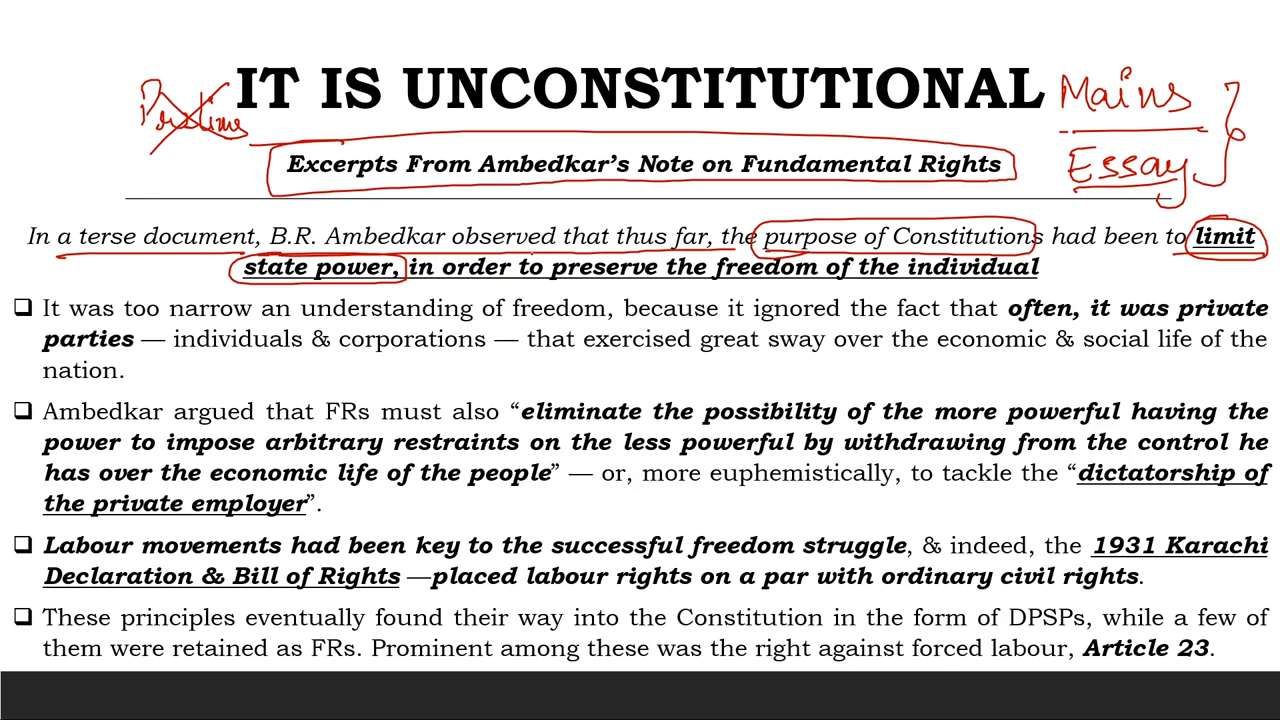 IT IS UNCONSTITUTIONAL
Prelims
Mains
Essay
Excerpts From Ambedkar’s Note on Fundamental Rights
In a terse document, B.R. Ambedkar observed that thus far, the purpose of Constitutions had been to limit
state power, in order to preserve the freedom of the individual
❑ It was too narrow an understanding of freedom, because it ignored the fact that often, it was private
parties — individuals & corporations — that exercised great sway over the economic & social life of the
nation.
❑ Ambedkar argued that FRs must also “eliminate the possibility of the more powerful having the
power to impose arbitrary restraints on the less powerful by withdrawing from the control he
has over the economic life of the people” — or, more euphemistically, to tackle the “dictatorship of
the private employer”.
❑ Labour movements had been key to the successful freedom struggle, & indeed, the 1931 Karachi
Declaration & Bill of Rights —placed labour rights on a par with ordinary civil rights.
❑ These principles eventually found their way into the Constitution in the form of DPSPs, while a few of
them were retained as FRs. Prominent among these was the right against forced labour, Article 23.